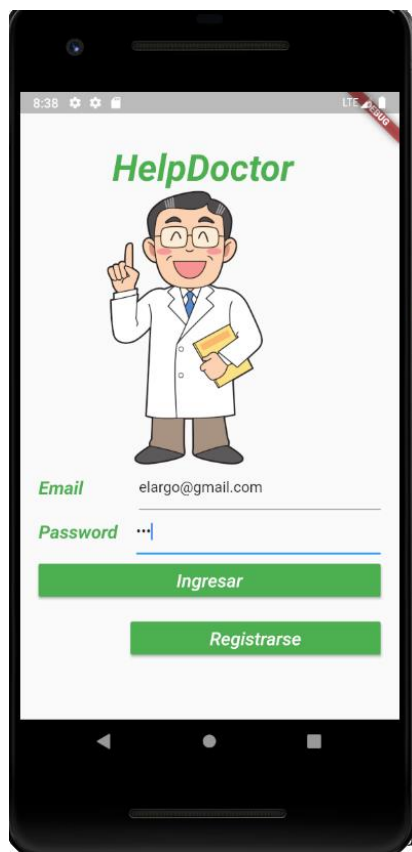 8:38 LTE
DEBUG
HelpDoctor
Email elargo@gmail.com
Password •••
Ingresar
Registrarse